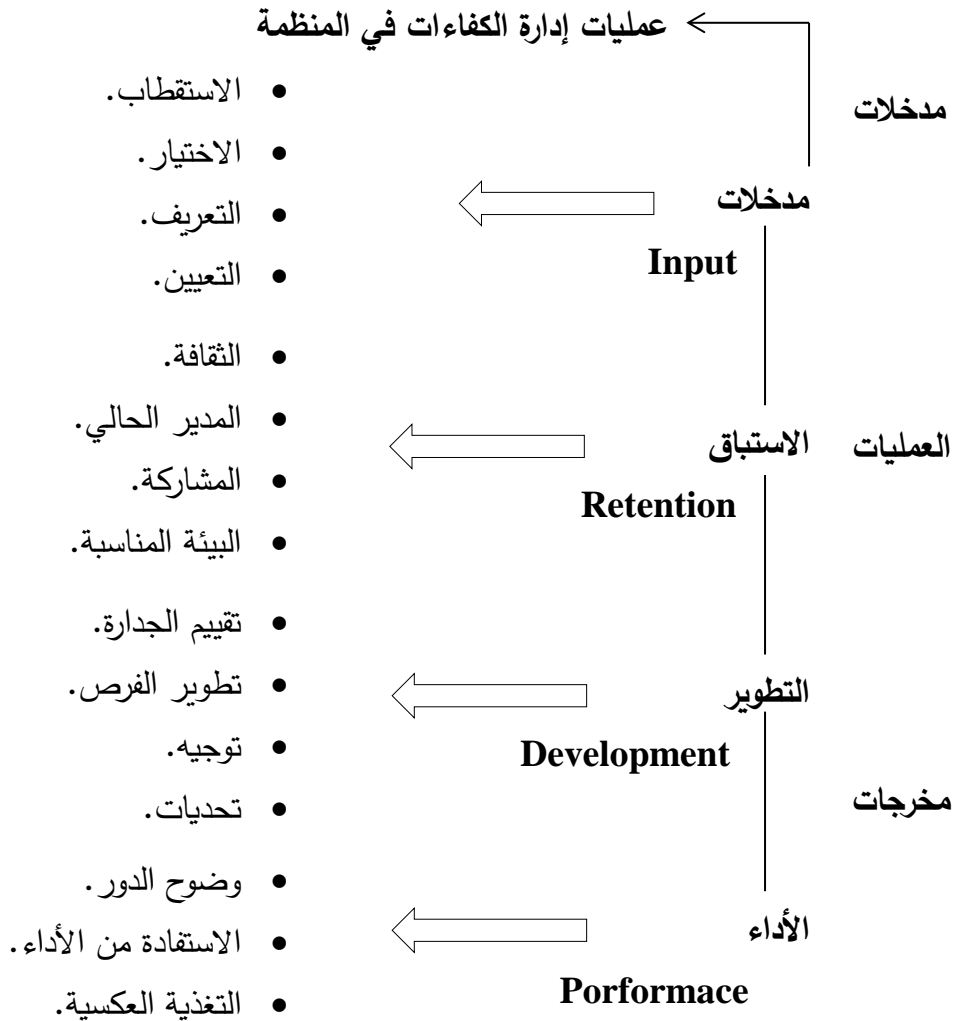 عمليات إدارة الكفاءات في المنظمة
مدخلات
مدخلات
Input
• الاستقطاب.
• الاختيار.
• التعريف.
• التعيين.
العمليات
الاستباق
Retention
• الثقافة.
• المدير الحالي.
• المشاركة.
• البيئة المناسبة.
التطوير
Development
• تقييم الجدارة.
• تطوير الفرص.
• توجيه.
• تحديات.
مخرجات
الأداء
Porformace
• وضوح الدور.
• الاستفادة من الأداء.
• التغذية العكسية.